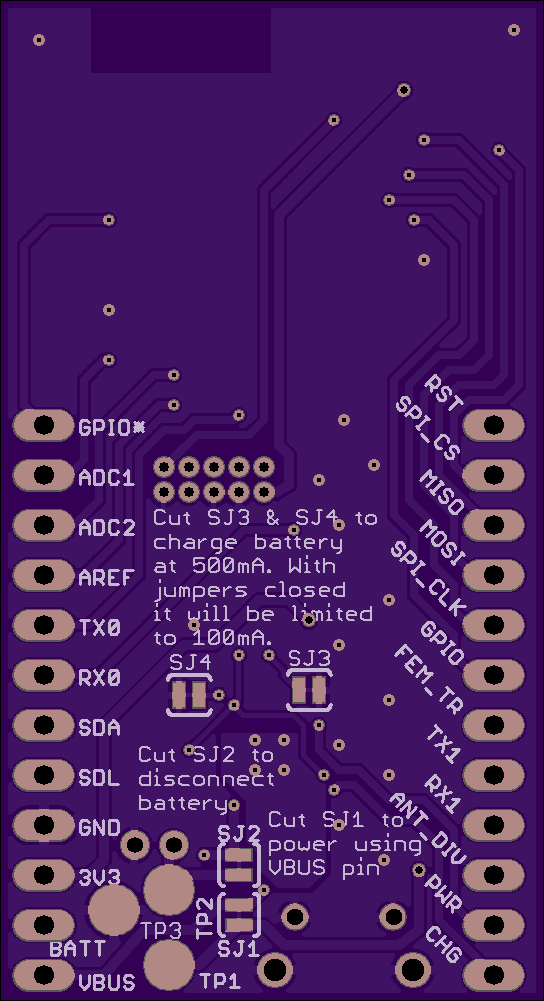 RST
GPIO*
SPI_CS
ADC1
MISO
ADC2
MOSI
Cut SJ3 & SJ4 to
charge battery
at 500mA. With
jumpers closed
it will be limited
to 100mA.
AREF
SPI_CLK
TX0
GPIO
RX0
SJ4
SJ3
FEM_TR
SDA
TX1
Cut SJ2 to
disconnect
battery.
SDL
RX1
GND
ANT_DIV
Cut SJ1 to
power using
VBUS pin
SJ2
3V3
PWR
TP2
TP3
BATT
SJ1
CHG
VBUS
TP1